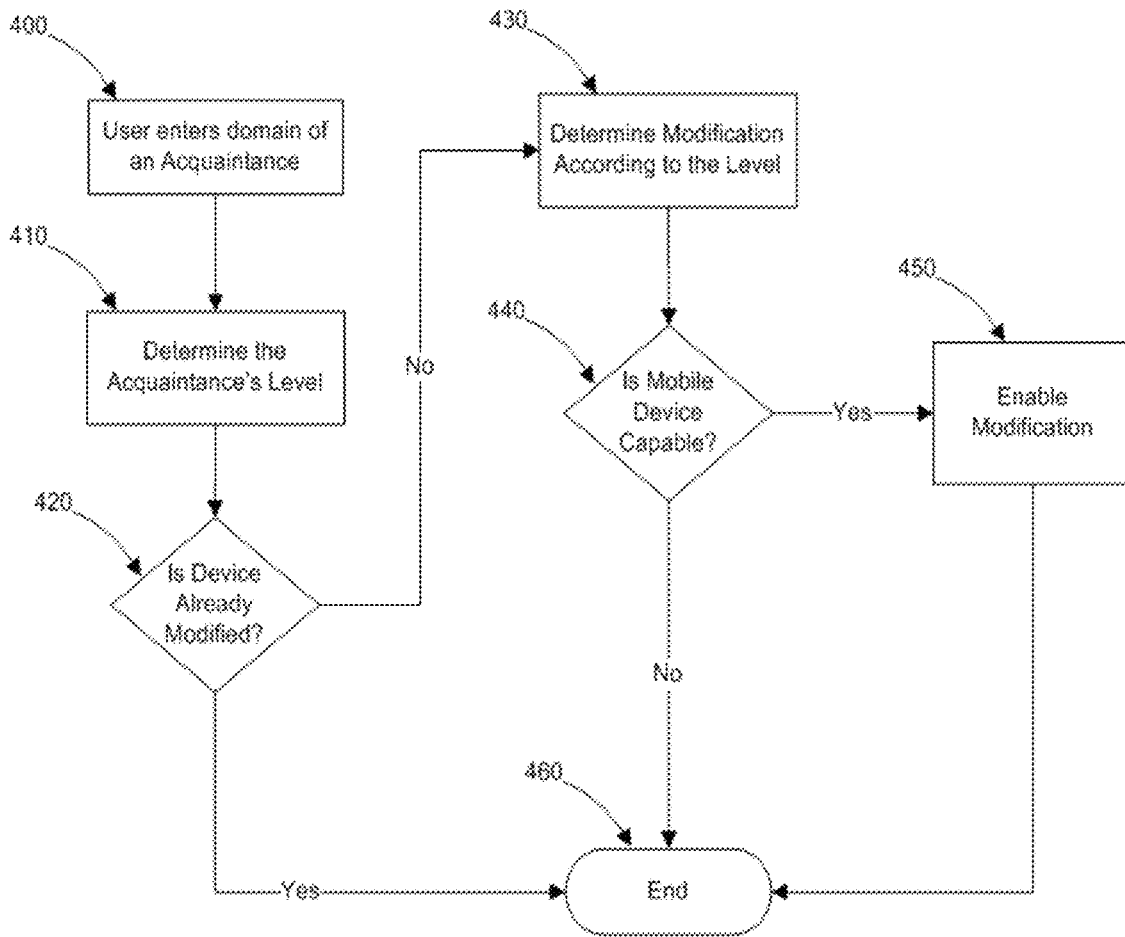 400
User enters domain of
an Acquaintance
410
Determine the
Acquaintance's Level
420
Is Device
Already
Modified?
No
Yes
430
Determine Modification
According to the Level
440
Is Mobile
Device
Capable?
Yes
No
450
Enable
Modification
460
End